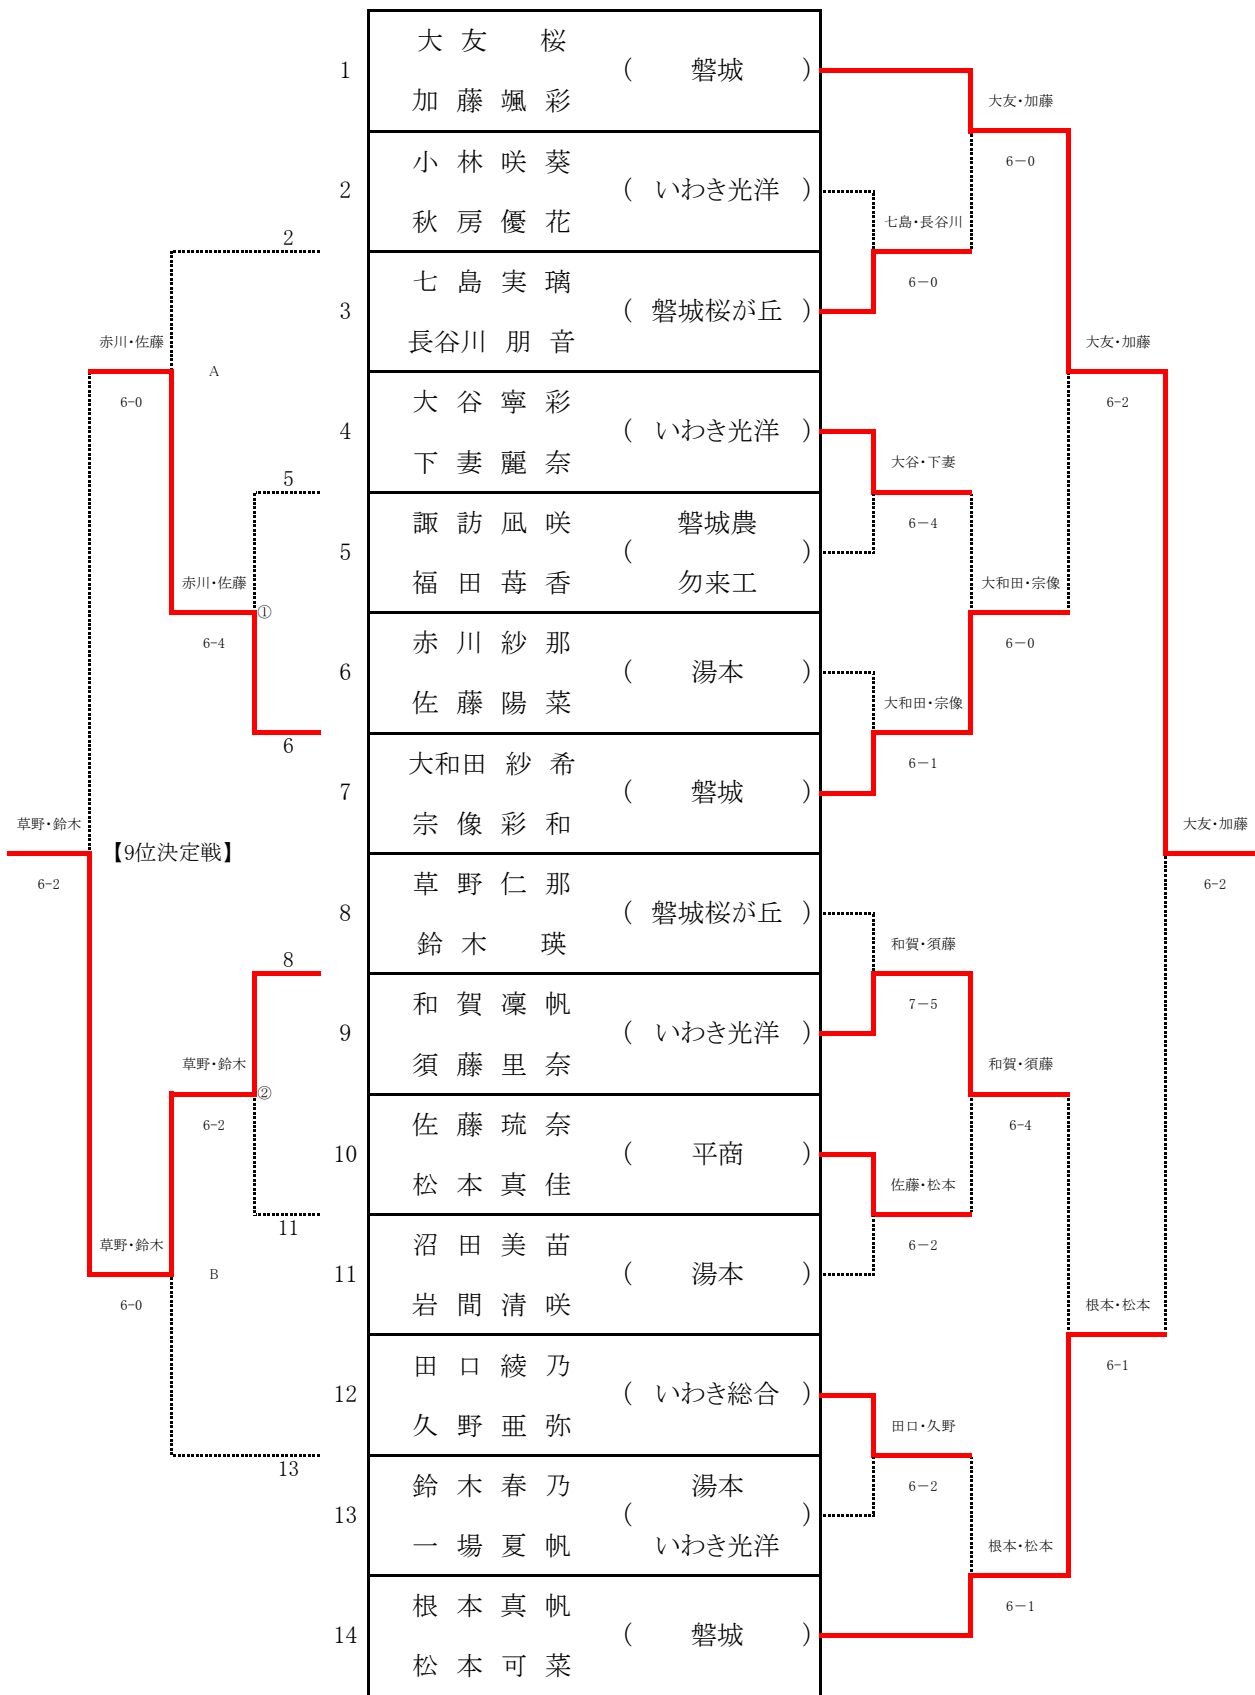 1 大友 桜 加藤颯彩 ( 磐城 )
2 小林咲葵 秋房優花 ( いわき光洋 )
3 七島実璃 長谷川朋音 ( 磐城桜が丘 )
4 大谷寧彩 下妻麗奈 ( いわき光洋 )
5 諏訪凪咲 福田苺香 ( 磐城農 勿来工 )
6 赤川紗那 佐藤陽菜 ( 湯本 )
7 大和田紗希 宗像彩和 ( 磐城 )
8 草野仁那 鈴木 瑛 ( 磐城桜が丘 )
9 和賀凜帆 須藤里奈 ( いわき光洋 )
10 佐藤琉奈 松本真佳 ( 平商 )
11 沼田美苗 岩間清咲 ( 湯本 )
12 田口綾乃 久野亜弥 ( いわき総合 )
13 鈴木春乃 一場夏帆 ( 湯本 いわき光洋 )
14 根本真帆 松本可菜 ( 磐城 )
七島・長谷川
6－0
大谷・下妻
6－4
大和田・宗像
6－1
和賀・須藤
7－5
佐藤・松本
6－2
田口・久野
6－2
大友・加藤
6－0
大和田・宗像
6－0
和賀・須藤
6-4
根本・松本
6－1
大友・加藤
6-2
根本・松本
6-1
大友・加藤
6-2
【9位決定戦】
2
5
6
8
11
13
赤川・佐藤
①
6-4
草野・鈴木
②
6-2
赤川・佐藤
A
6-0
草野・鈴木
B
6-0
草野・鈴木
6-2